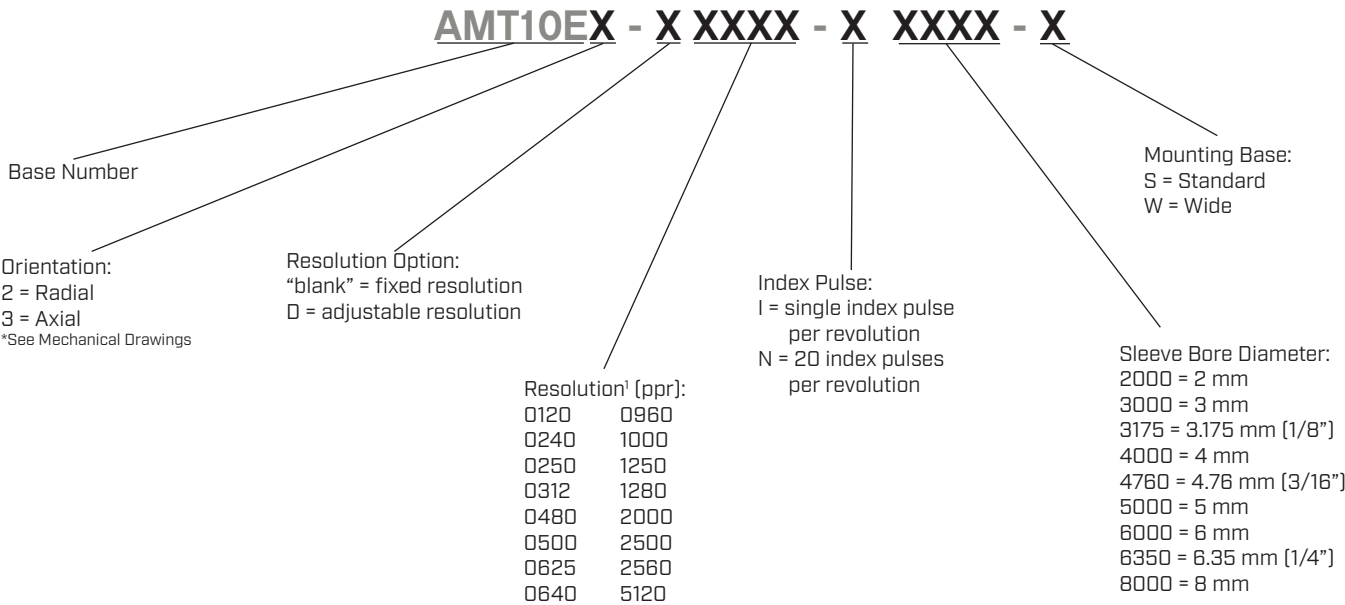 AMT10EX - X XXXX - X XXXX - X
Base Number
Orientation:
2 = Radial
3 = Axial
*See Mechanical Drawings
Resolution Option:
“blank” = fixed resolution
D = adjustable resolution
Resolution¹ (ppr):
0120 0960
0240 1000
0250 1250
0312 1280
0480 2000
0500 2500
0625 2560
0640 5120
Index Pulse:
I = single index pulse
per revolution
N = 20 index pulses
per revolution
Sleeve Bore Diameter:
2000 = 2 mm
3000 = 3 mm
3175 = 3.175 mm (1/8”)
4000 = 4 mm
4760 = 4.76 mm (3/16”)
5000 = 5 mm
6000 = 6 mm
6350 = 6.35 mm (1/4”)
8000 = 8 mm
Mounting Base:
S = Standard
W = Wide